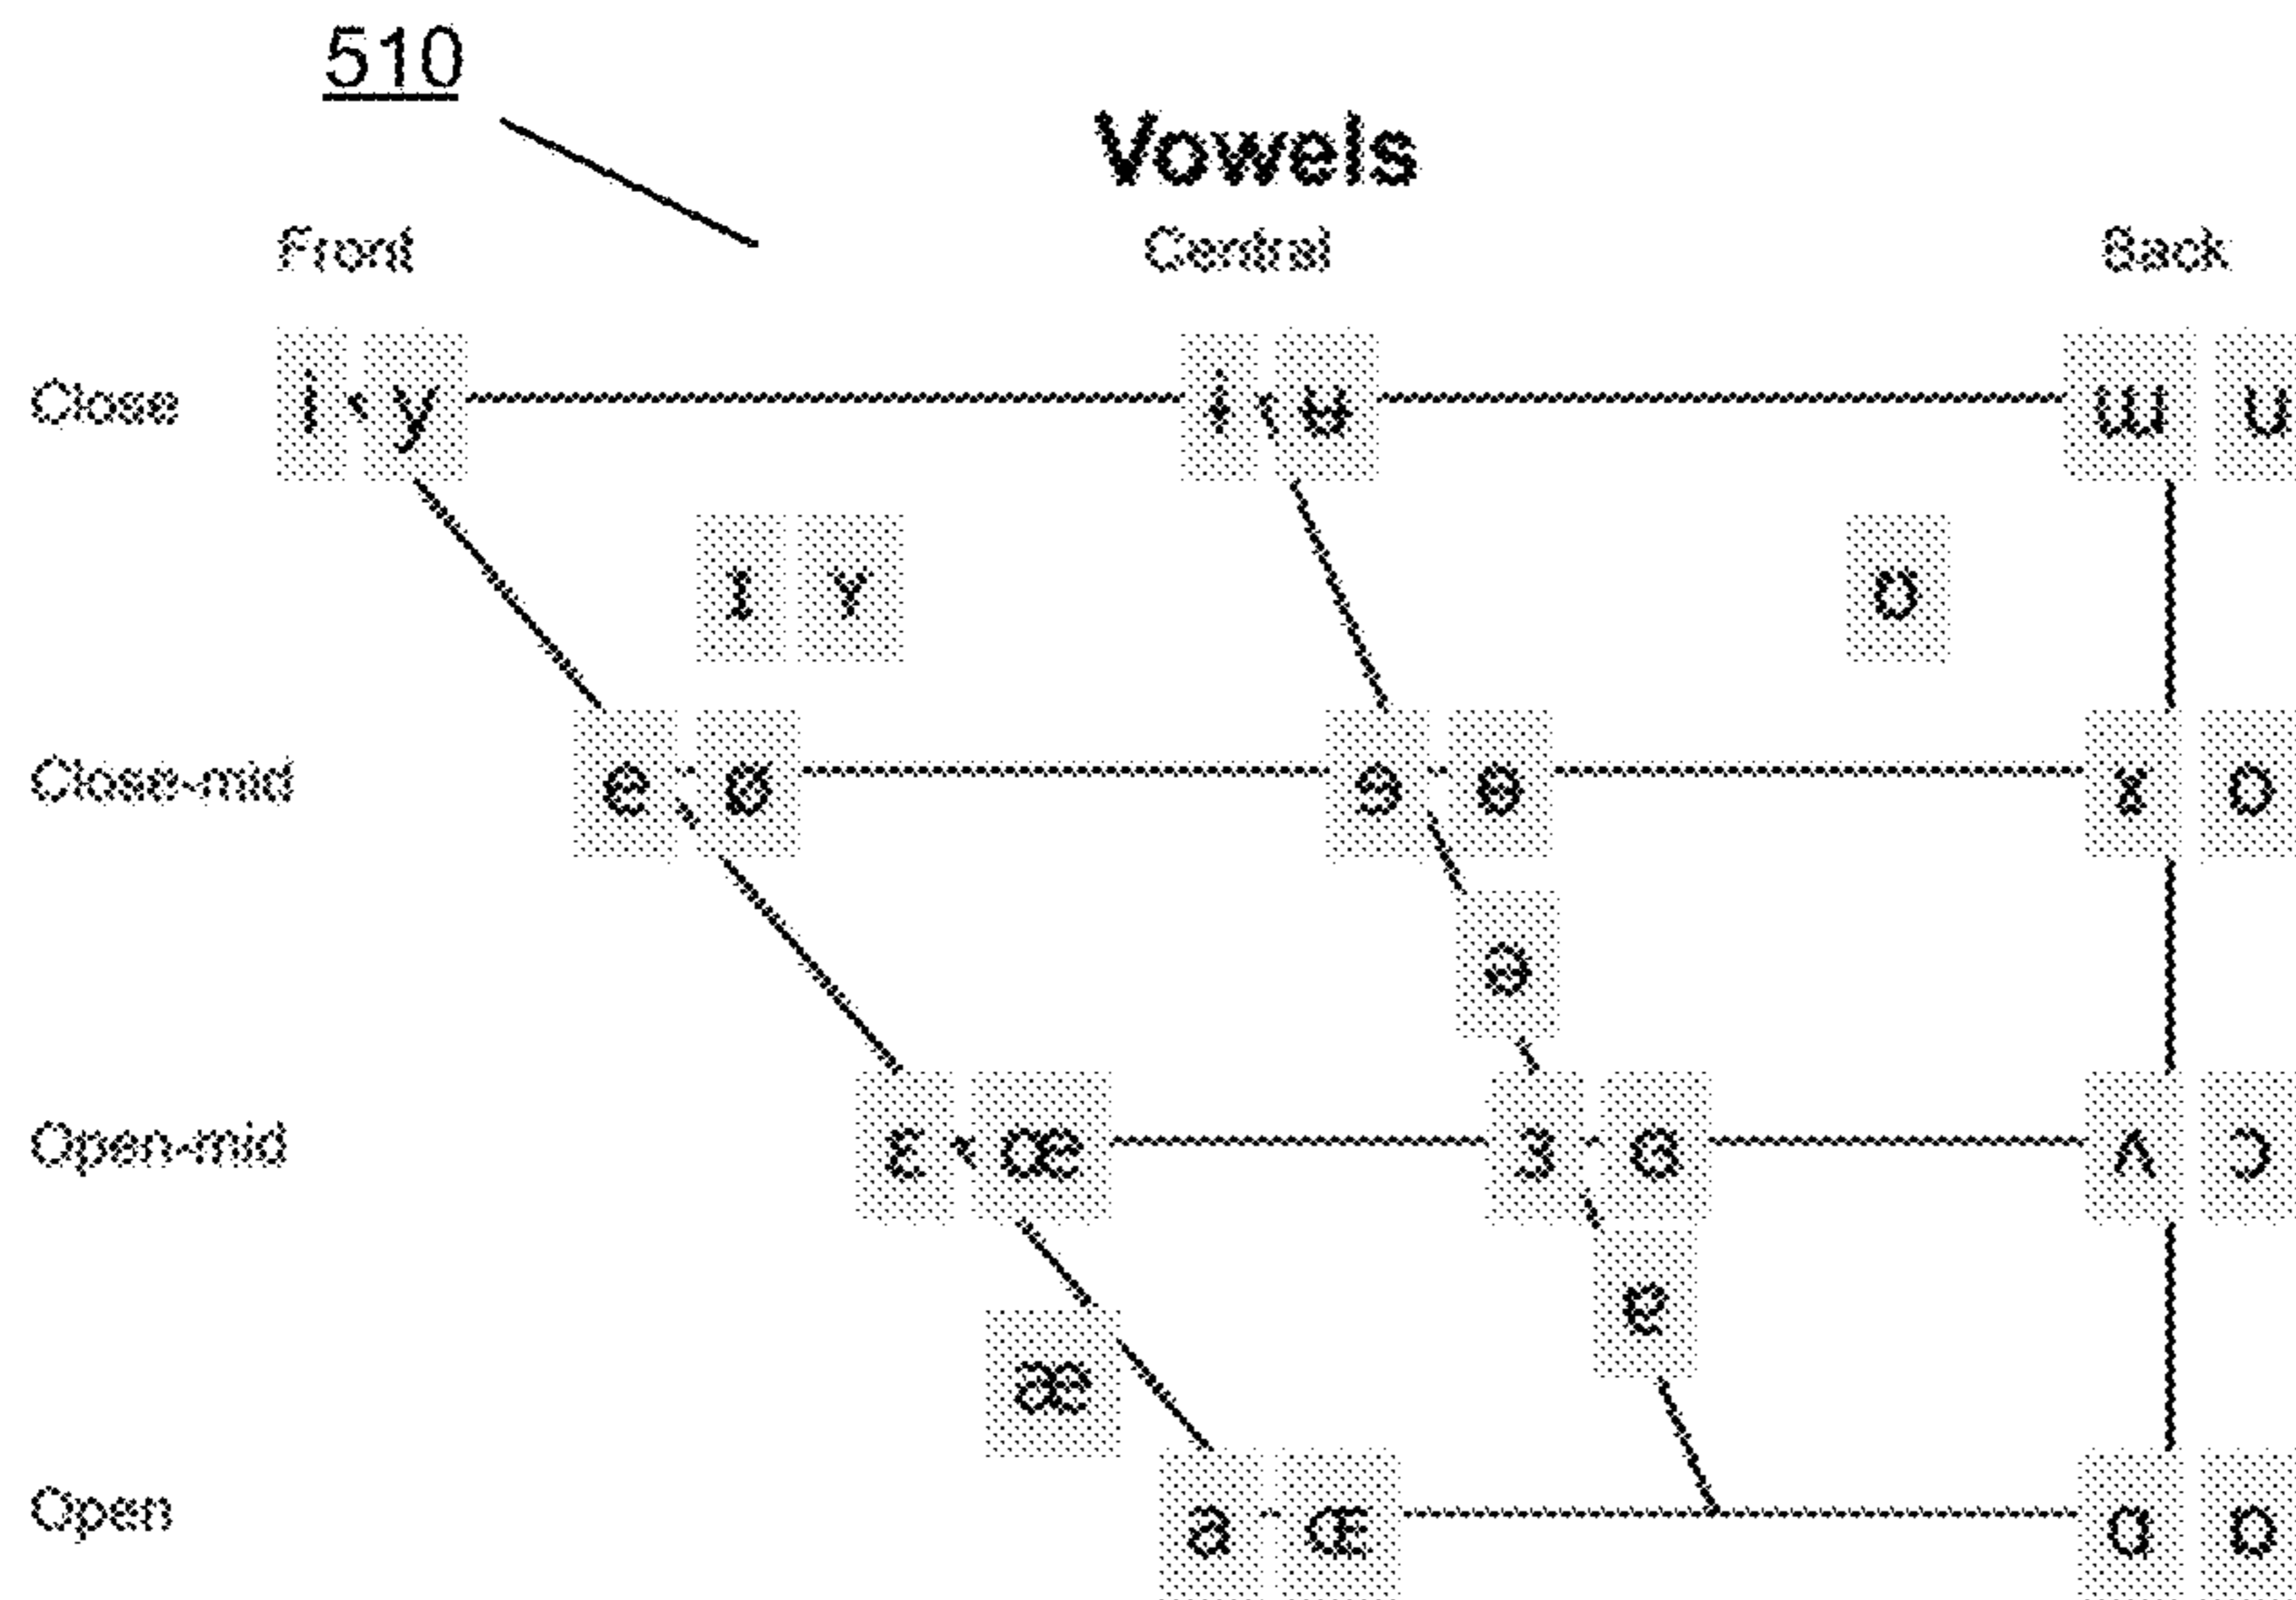 510
Vowels
Front Central Back
Close i y ɨ ʉ ɯ u
ɪ ʏ ʊ
Close-mid e ø ɘ ɵ ɤ o
ə
Open-mid ɛ œ ɜ ɞ ʌ ɔ
ɐ
æ
Open a ɶ ɑ ɒ